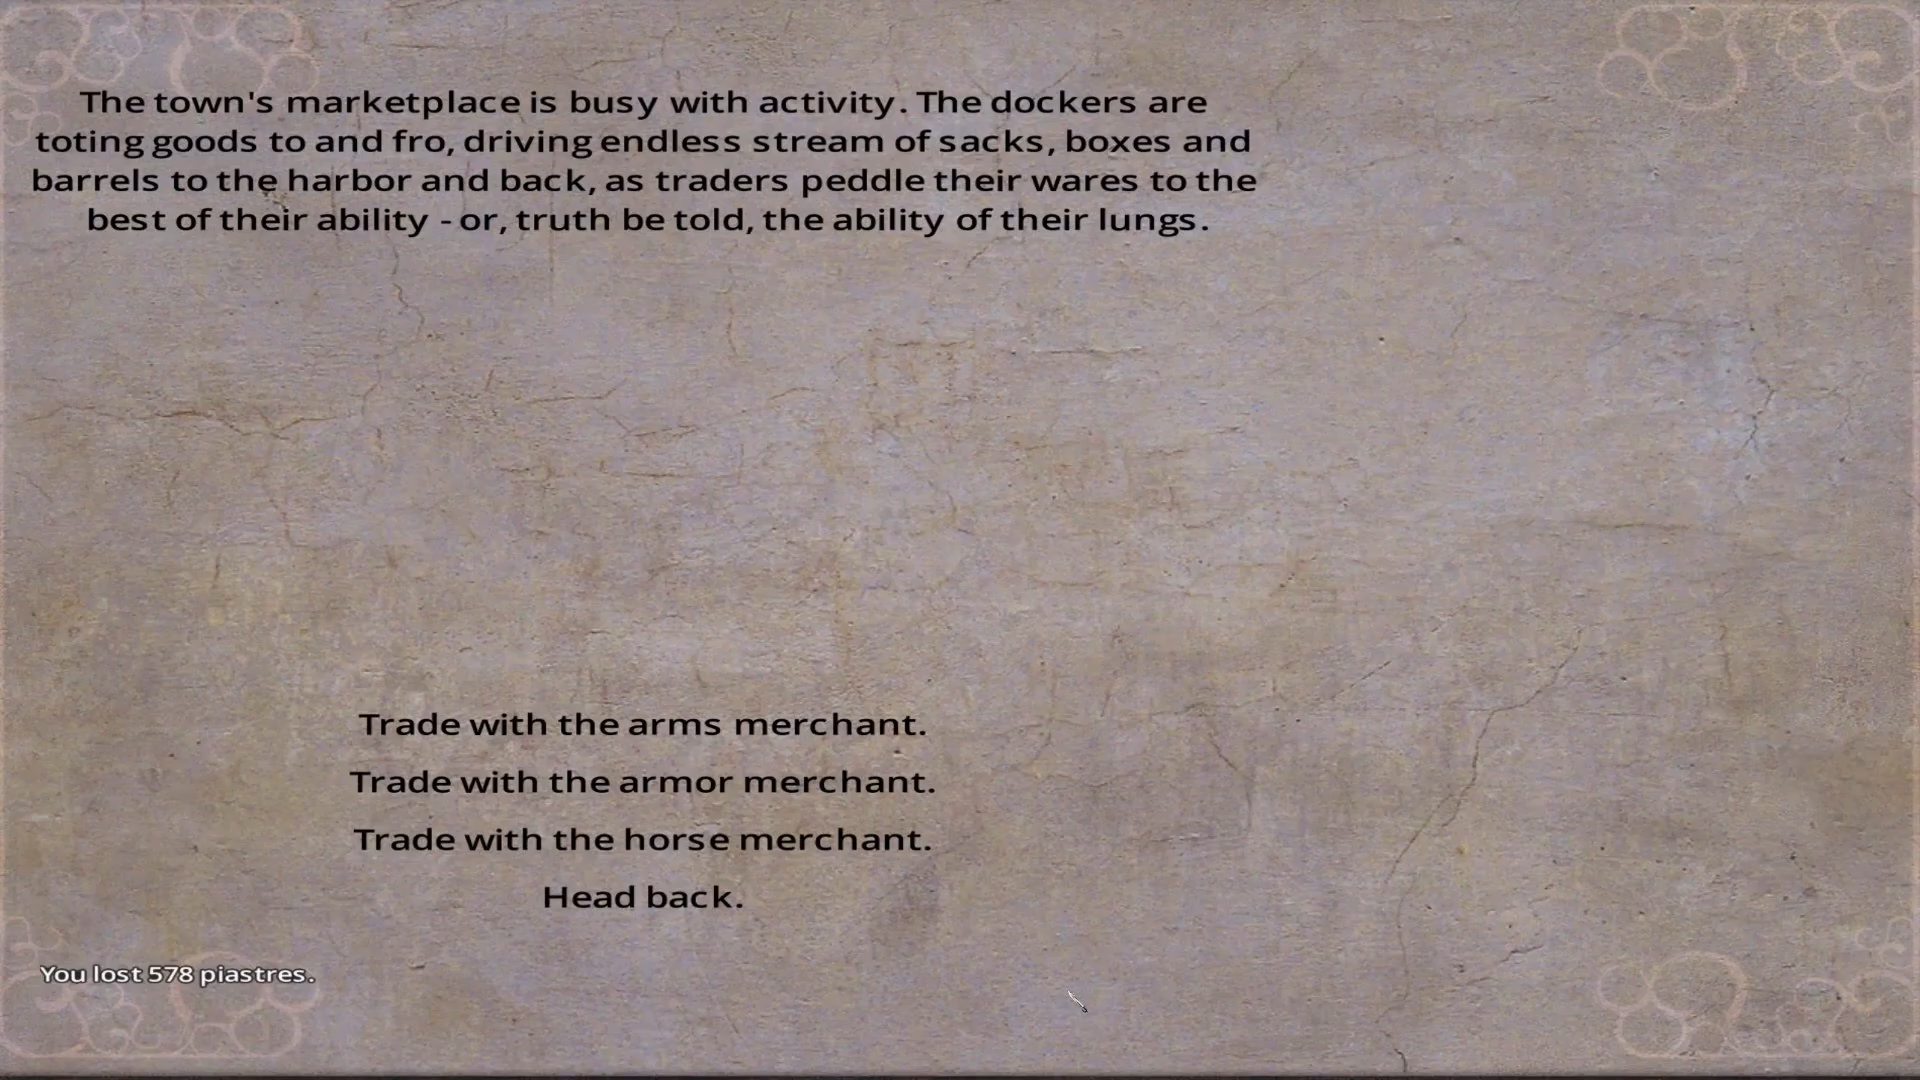 The town's marketplace is busy with activity. The dockers are
toting goods to and fro, driving endless stream of sacks, boxes and
barrels to the harbor and back, as traders peddle their wares to the
best of their ability - or, truth be told, the ability of their lungs.
Trade with the arms merchant.
Trade with the armor merchant.
Trade with the horse merchant.
Head back.
You lost 578 piastres.